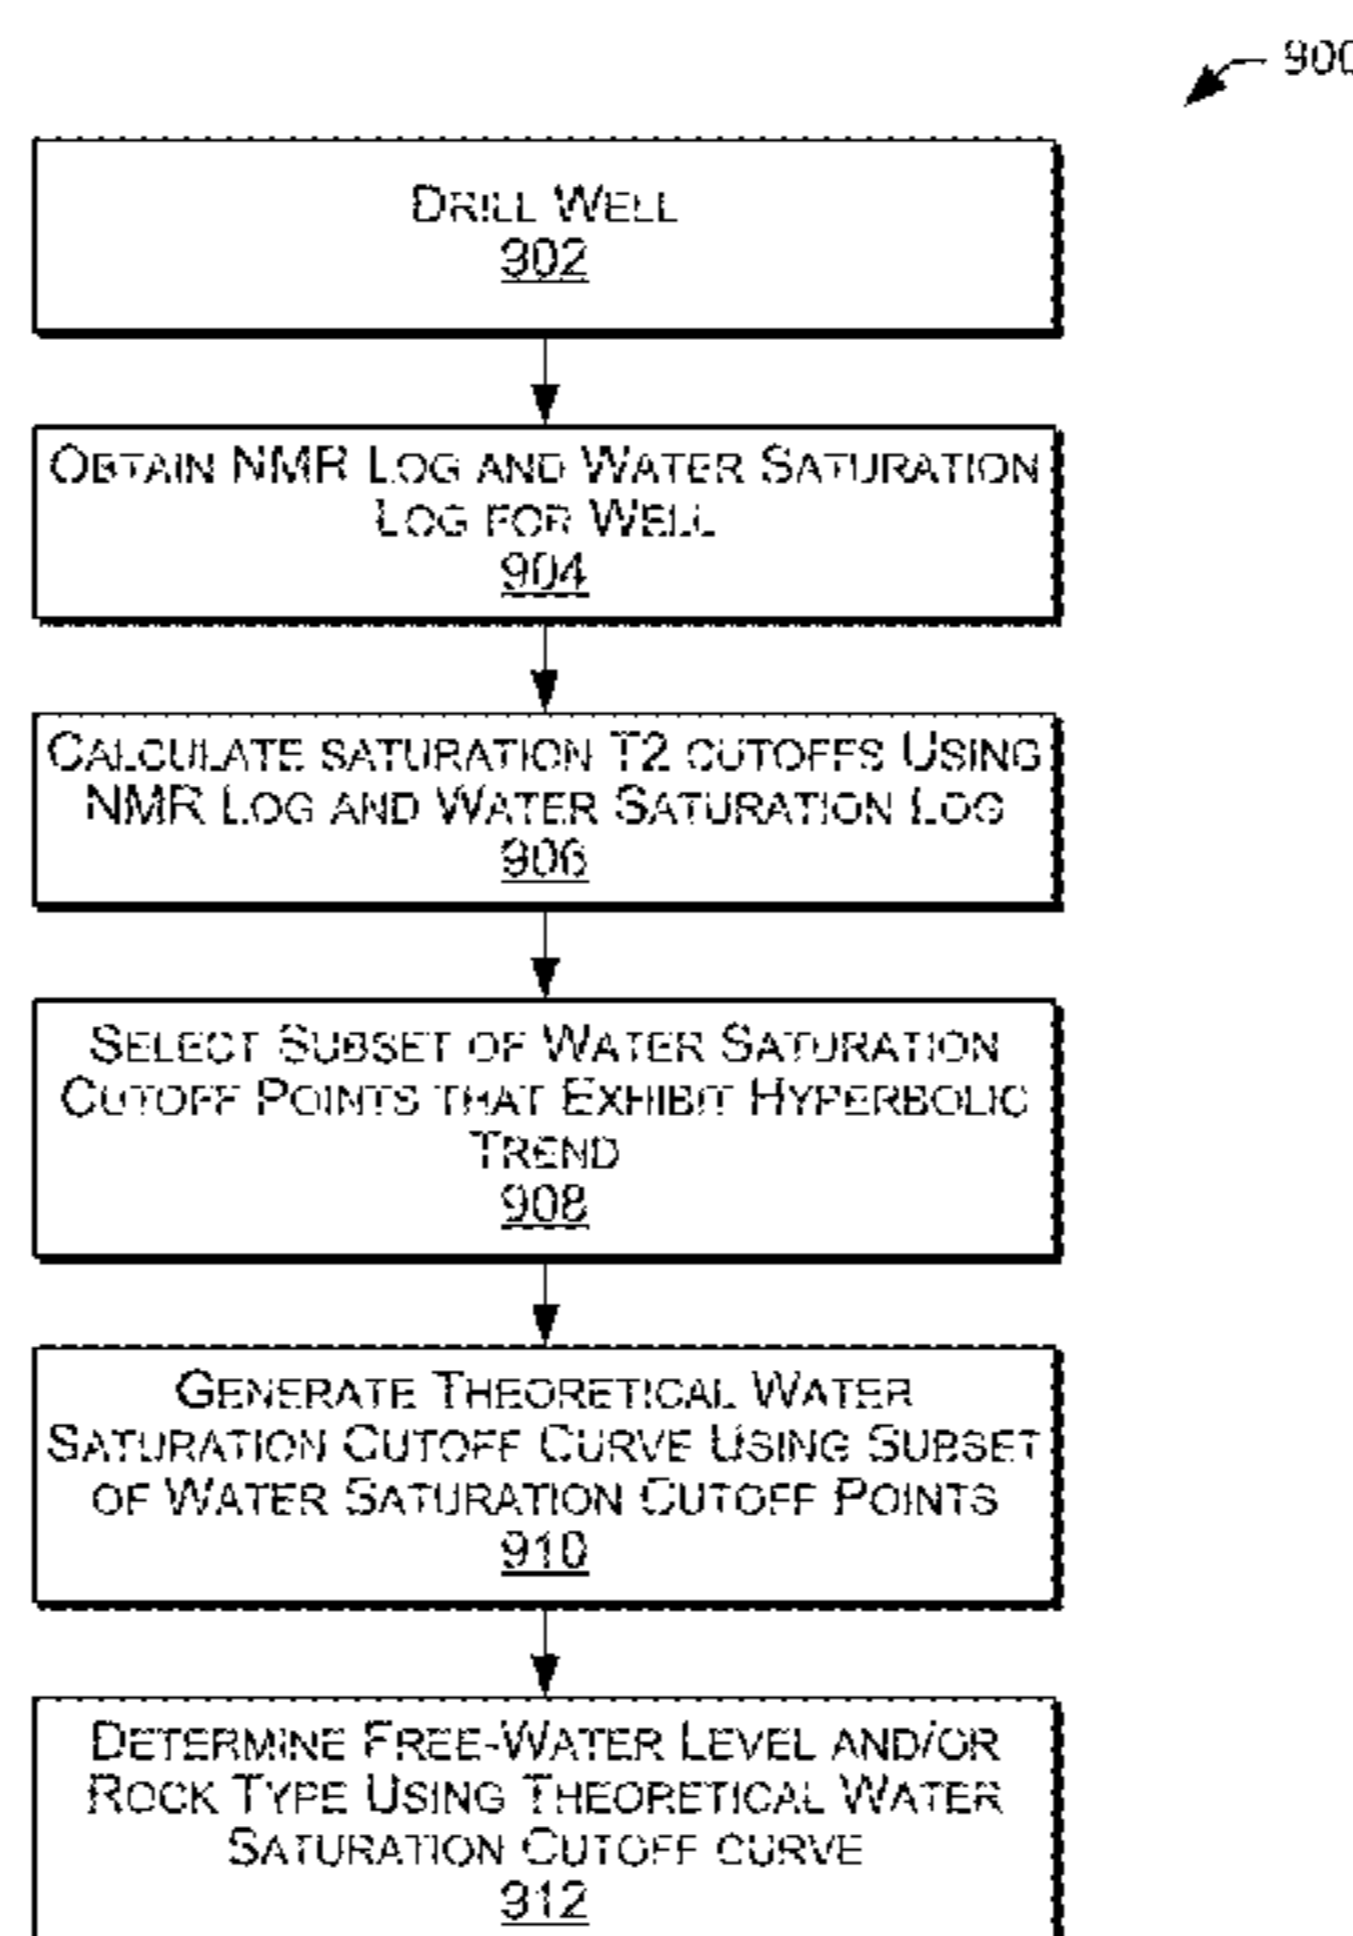 900
DRILL WELL
902
OBTAIN NMR LOG AND WATER SATURATION
LOG FOR WELL
904
CALCULATE SATURATION T2 CUTOFFS USING
NMR LOG AND WATER SATURATION LOG
906
SELECT SUBSET OF WATER SATURATION
CUTOFF POINTS THAT EXHIBIT HYPERBOLIC
TREND
908
GENERATE THEORETICAL WATER
SATURATION CUTOFF CURVE USING SUBSET
OF WATER SATURATION CUTOFF POINTS
910
DETERMINE FREE-WATER LEVEL AND/OR
ROCK TYPE USING THEORETICAL WATER
SATURATION CUTOFF CURVE
912